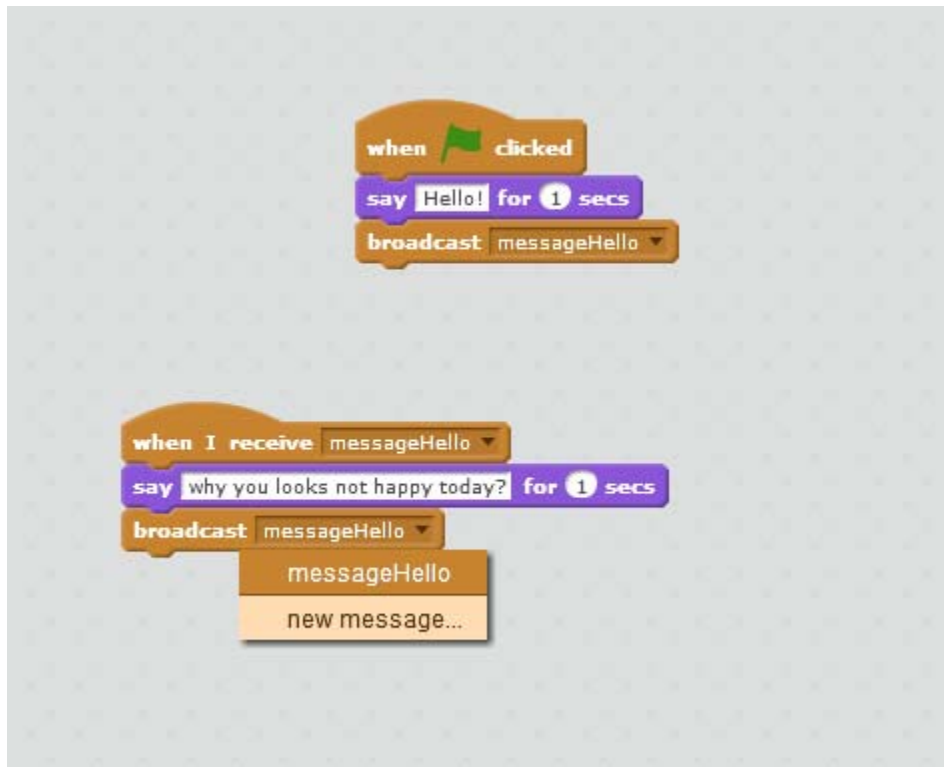 when clicked
say Hello! for 1 secs
broadcast messageHello
when I receive messageHello
say why you looks not happy today? for 1 secs
broadcast messageHello
messageHello
new message...